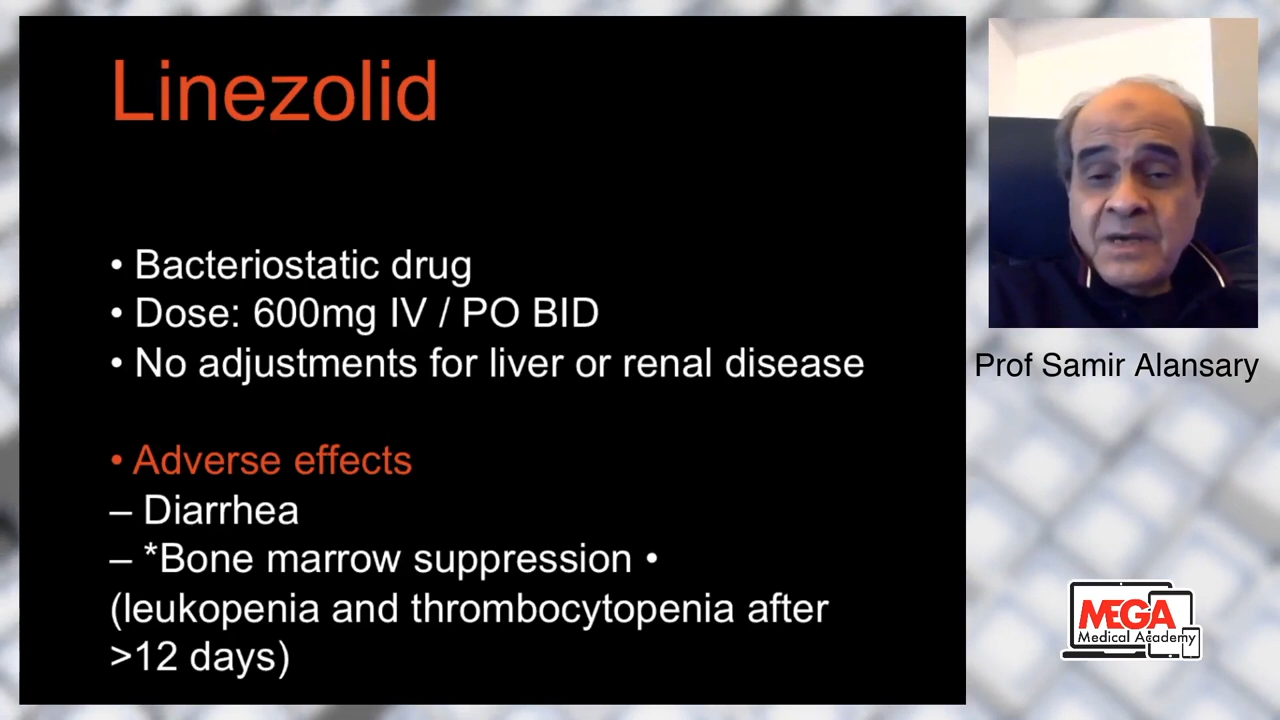 Linezolid
• Bacteriostatic drug
• Dose: 600mg IV / PO BID
• No adjustments for liver or renal disease
• Adverse effects
– Diarrhea
– *Bone marrow suppression •
(leukopenia and thrombocytopenia after
>12 days)
Prof Samir Alansary
MEGA
Medical Academy